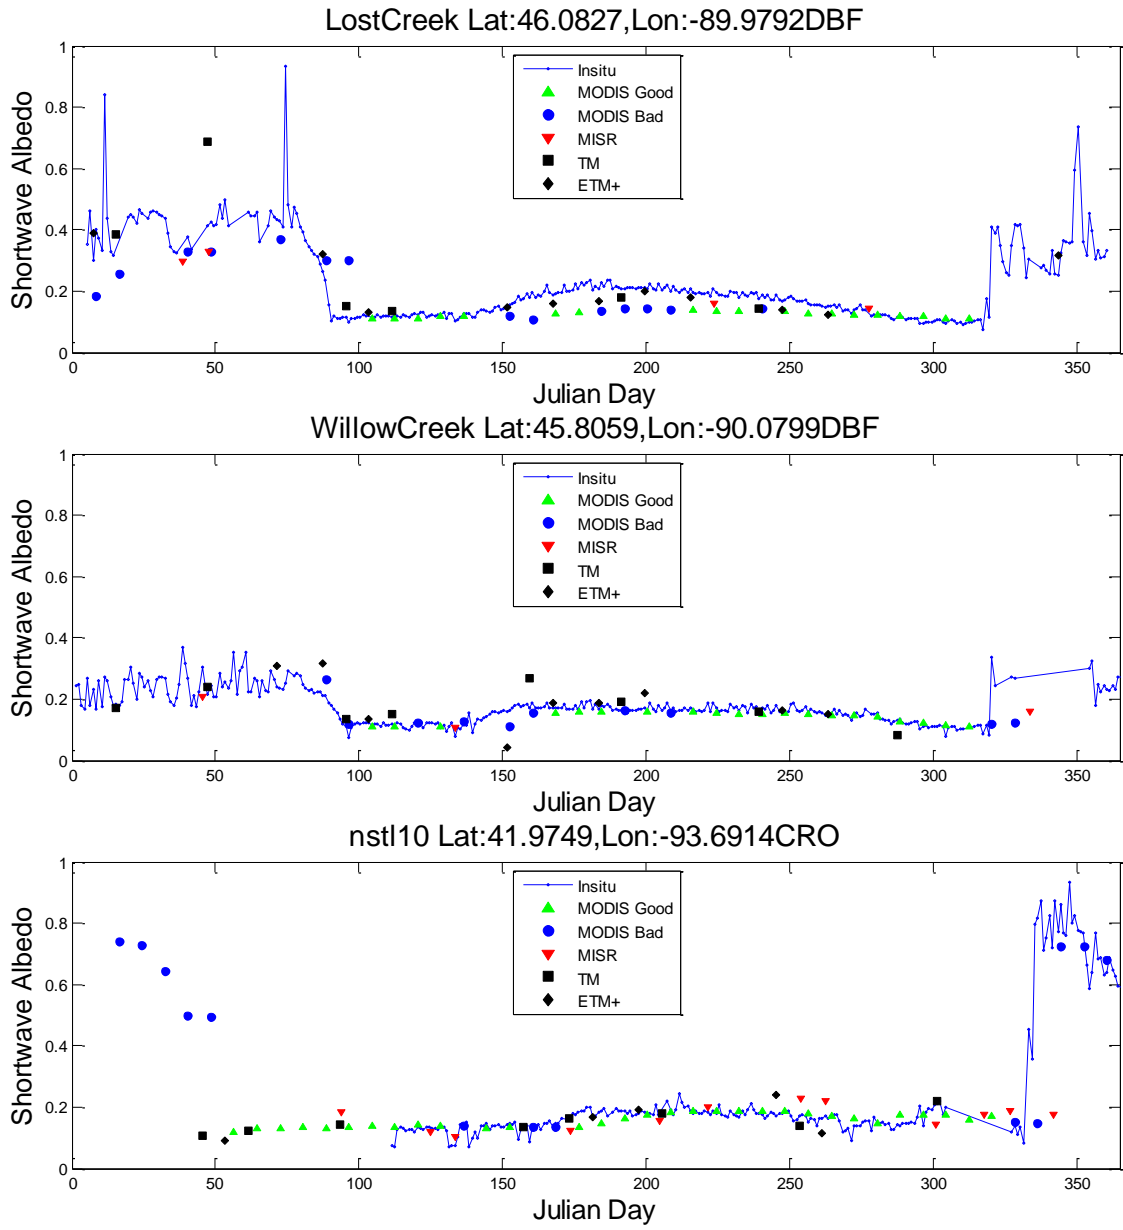 LostCreek Lat:46.0827,Lon:-89.9792DBF
1
0.8
0.6
0.4
0.2
0
Shortwave Albedo
Insitu
MODIS Good
MODIS Bad
MISR
TM
ETM+
0 50 100 150 200 250 300 350
Julian Day
WillowCreek Lat:45.8059,Lon:-90.0799DBF
1
0.8
0.6
0.4
0.2
0
Shortwave Albedo
Insitu
MODIS Good
MODIS Bad
MISR
TM
ETM+
0 50 100 150 200 250 300 350
Julian Day
nstl10 Lat:41.9749,Lon:-93.6914CRO
1
0.8
0.6
0.4
0.2
0
Shortwave Albedo
Insitu
MODIS Good
MODIS Bad
MISR
TM
ETM+
0 50 100 150 200 250 300 350
Julian Day